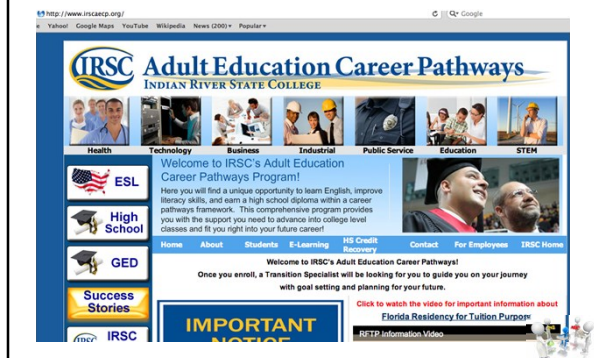 http://www.irscaecp.org/
Google
Yahoo! Google Maps YouTube Wikipedia News (200) Popular
IRSC Adult Education Career Pathways
INDIAN RIVER STATE COLLEGE
Health Technology Business Industrial Public Service Education STEM
Welcome to IRSC's Adult Education
Career Pathways Program!
Here you will find a unique opportunity to learn English, improve
literacy skills, and earn a high school diploma within a career
pathways framework. This comprehensive program provides
you with the support you need to advance into college level
classes and fit you right into your future career!
ESL
High
School
GED
Success
Stories
IRSC
Home About Students E-Learning HS Credit Recovery Contact For Employees IRSC Home
Welcome to IRSC's Adult Education Career Pathways!
Once you enroll, a Transition Specialist will be looking for you to guide you on your journey
with goal setting and planning for your future.
Click to watch the video for important information about
Florida Residency for Tuition Purpose
IMPORTANT
NOTICE
RFTP Information Video